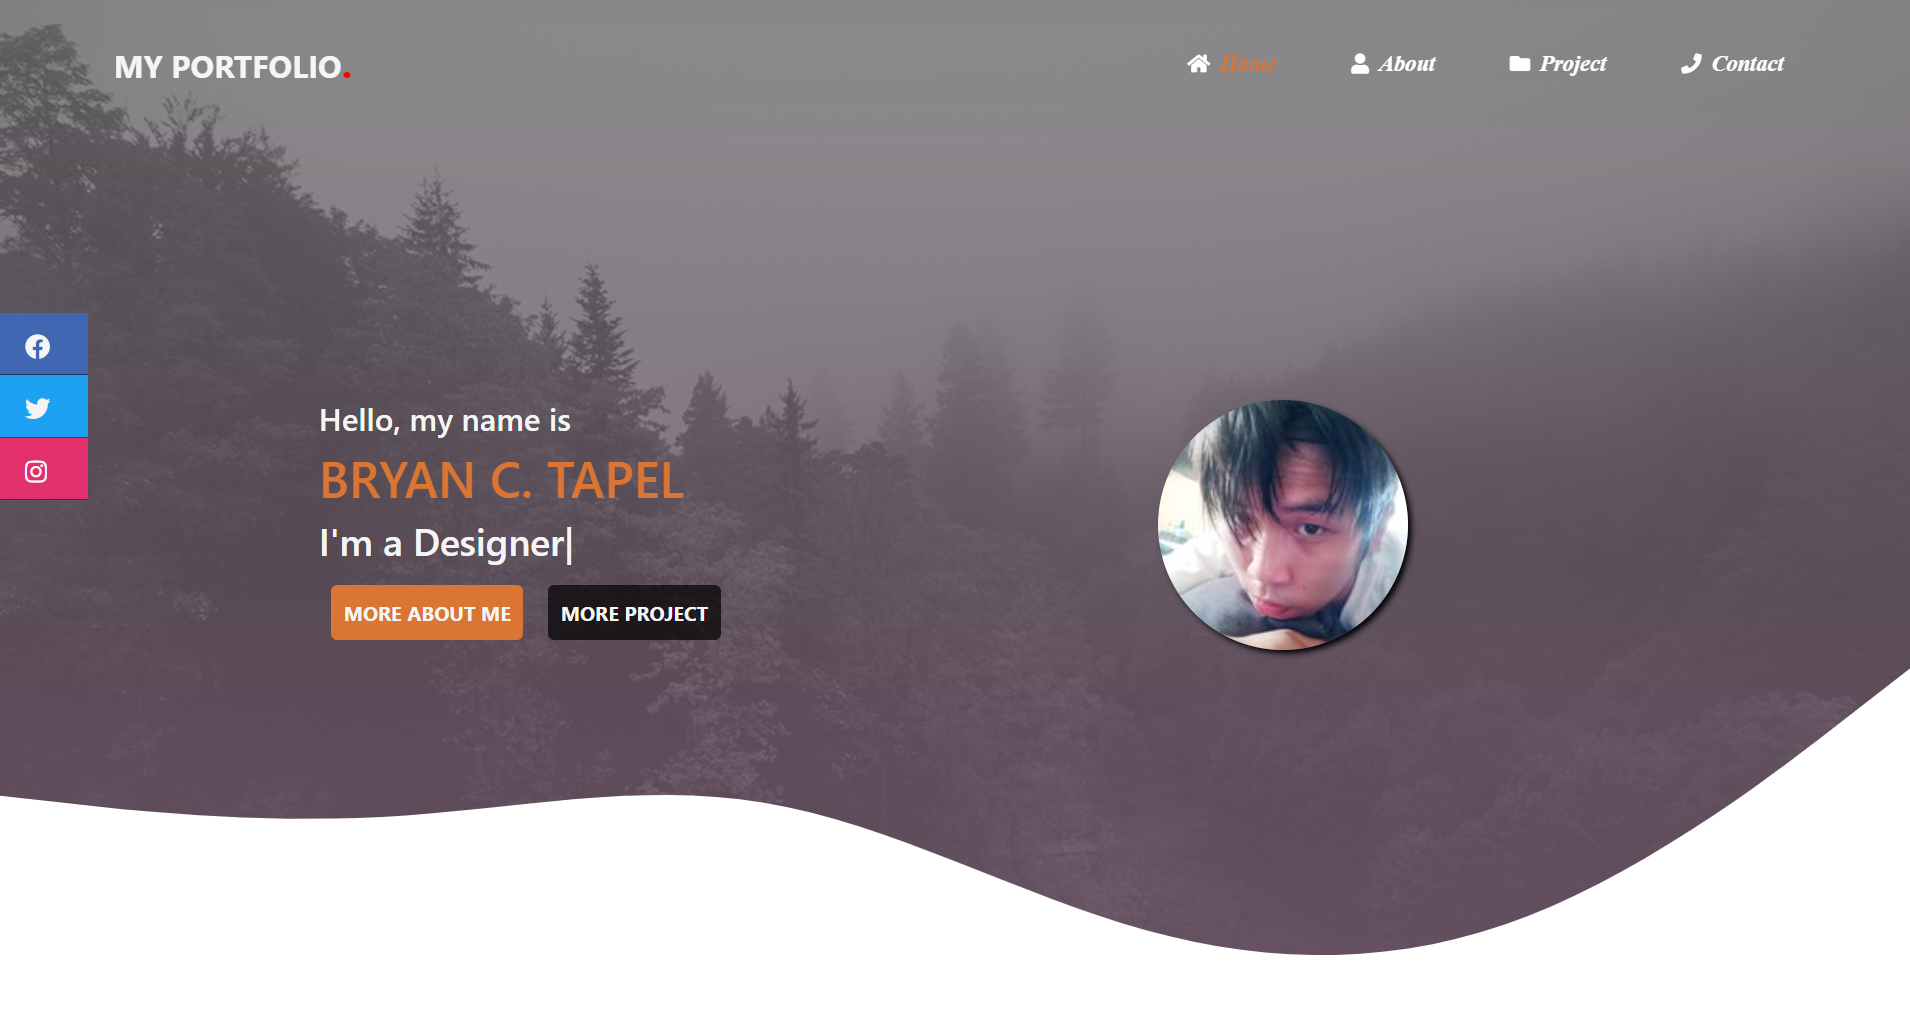 MY PORTFOLIO.
Home About Project Contact
Hello, my name is
BRYAN C. TAPEL
I'm a Designer|
MORE ABOUT ME MORE PROJECT